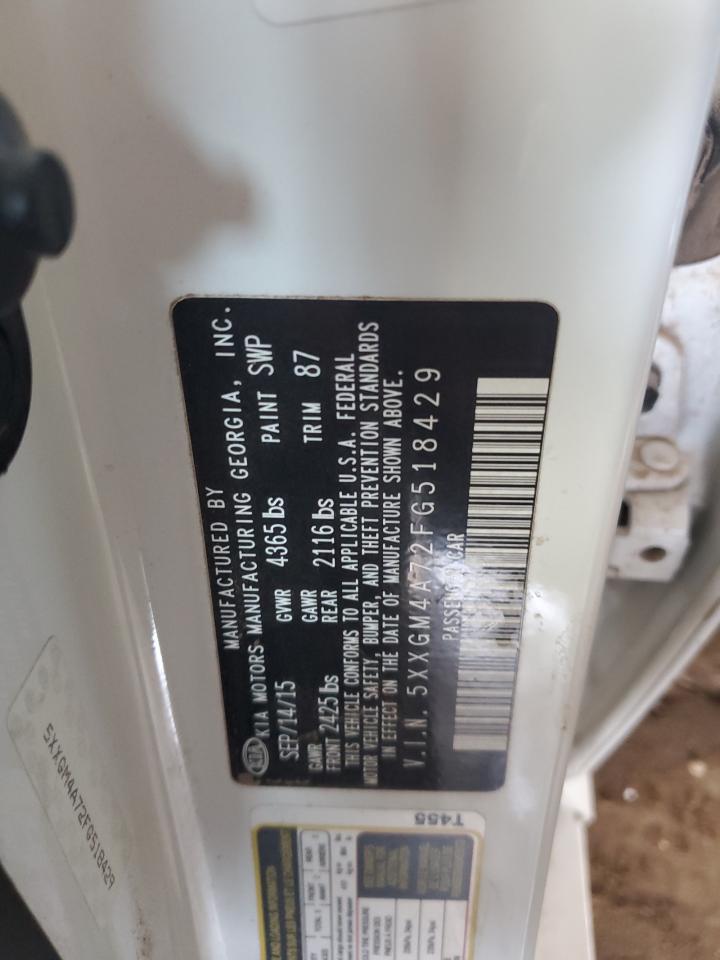 MANUFACTURED BY
KIA KIA MOTORS MANUFACTURING GEORGIA, INC.
SEP/14/15 GVWR 4365 lbs PAINT SWP
GAWR FRONT 2425 lbs GAWR REAR 2116 lbs TRIM 87
THIS VEHICLE CONFORMS TO ALL APPLICABLE U.S.A. FEDERAL
MOTOR VEHICLE SAFETY, BUMPER, AND THEFT PREVENTION STANDARDS
IN EFFECT ON THE DATE OF MANUFACTURE SHOWN ABOVE.
V.I.N. 5XXGM4A72FG518429
PASSENGER CAR
5XXGM4A72FG518429
T455